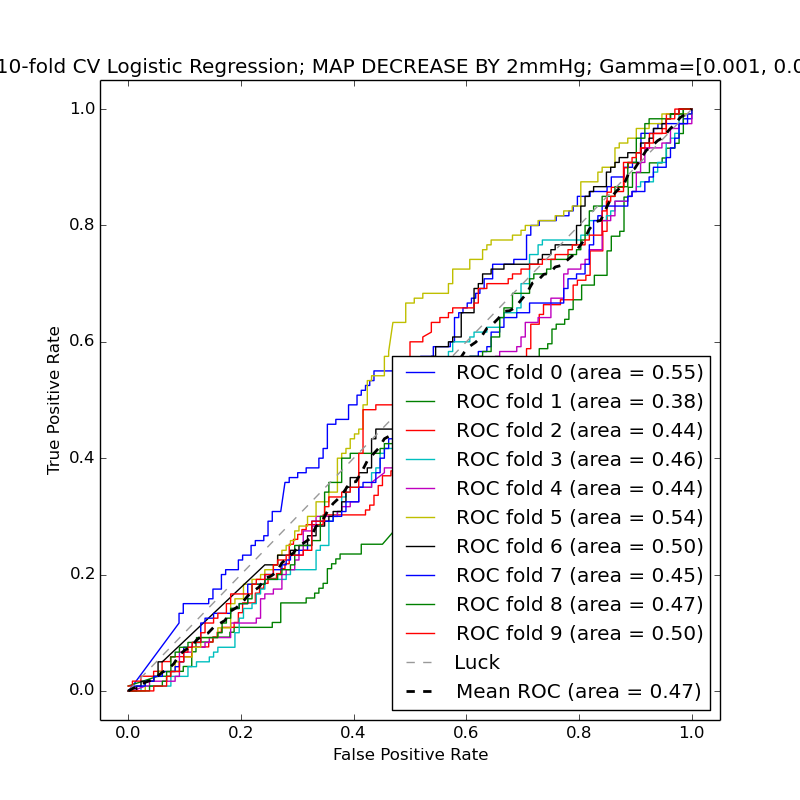 10-fold CV Logistic Regression; MAP DECREASE BY 2mmHg; Gamma=[0.001, 0.0
1.0
0.8
0.6
0.4
0.2
0.0
True Positive Rate
ROC fold 0 (area = 0.55)
ROC fold 1 (area = 0.38)
ROC fold 2 (area = 0.44)
ROC fold 3 (area = 0.46)
ROC fold 4 (area = 0.44)
ROC fold 5 (area = 0.54)
ROC fold 6 (area = 0.50)
ROC fold 7 (area = 0.45)
ROC fold 8 (area = 0.47)
ROC fold 9 (area = 0.50)
Luck
Mean ROC (area = 0.47)
0.0 0.2 0.4 0.6 0.8 1.0
False Positive Rate